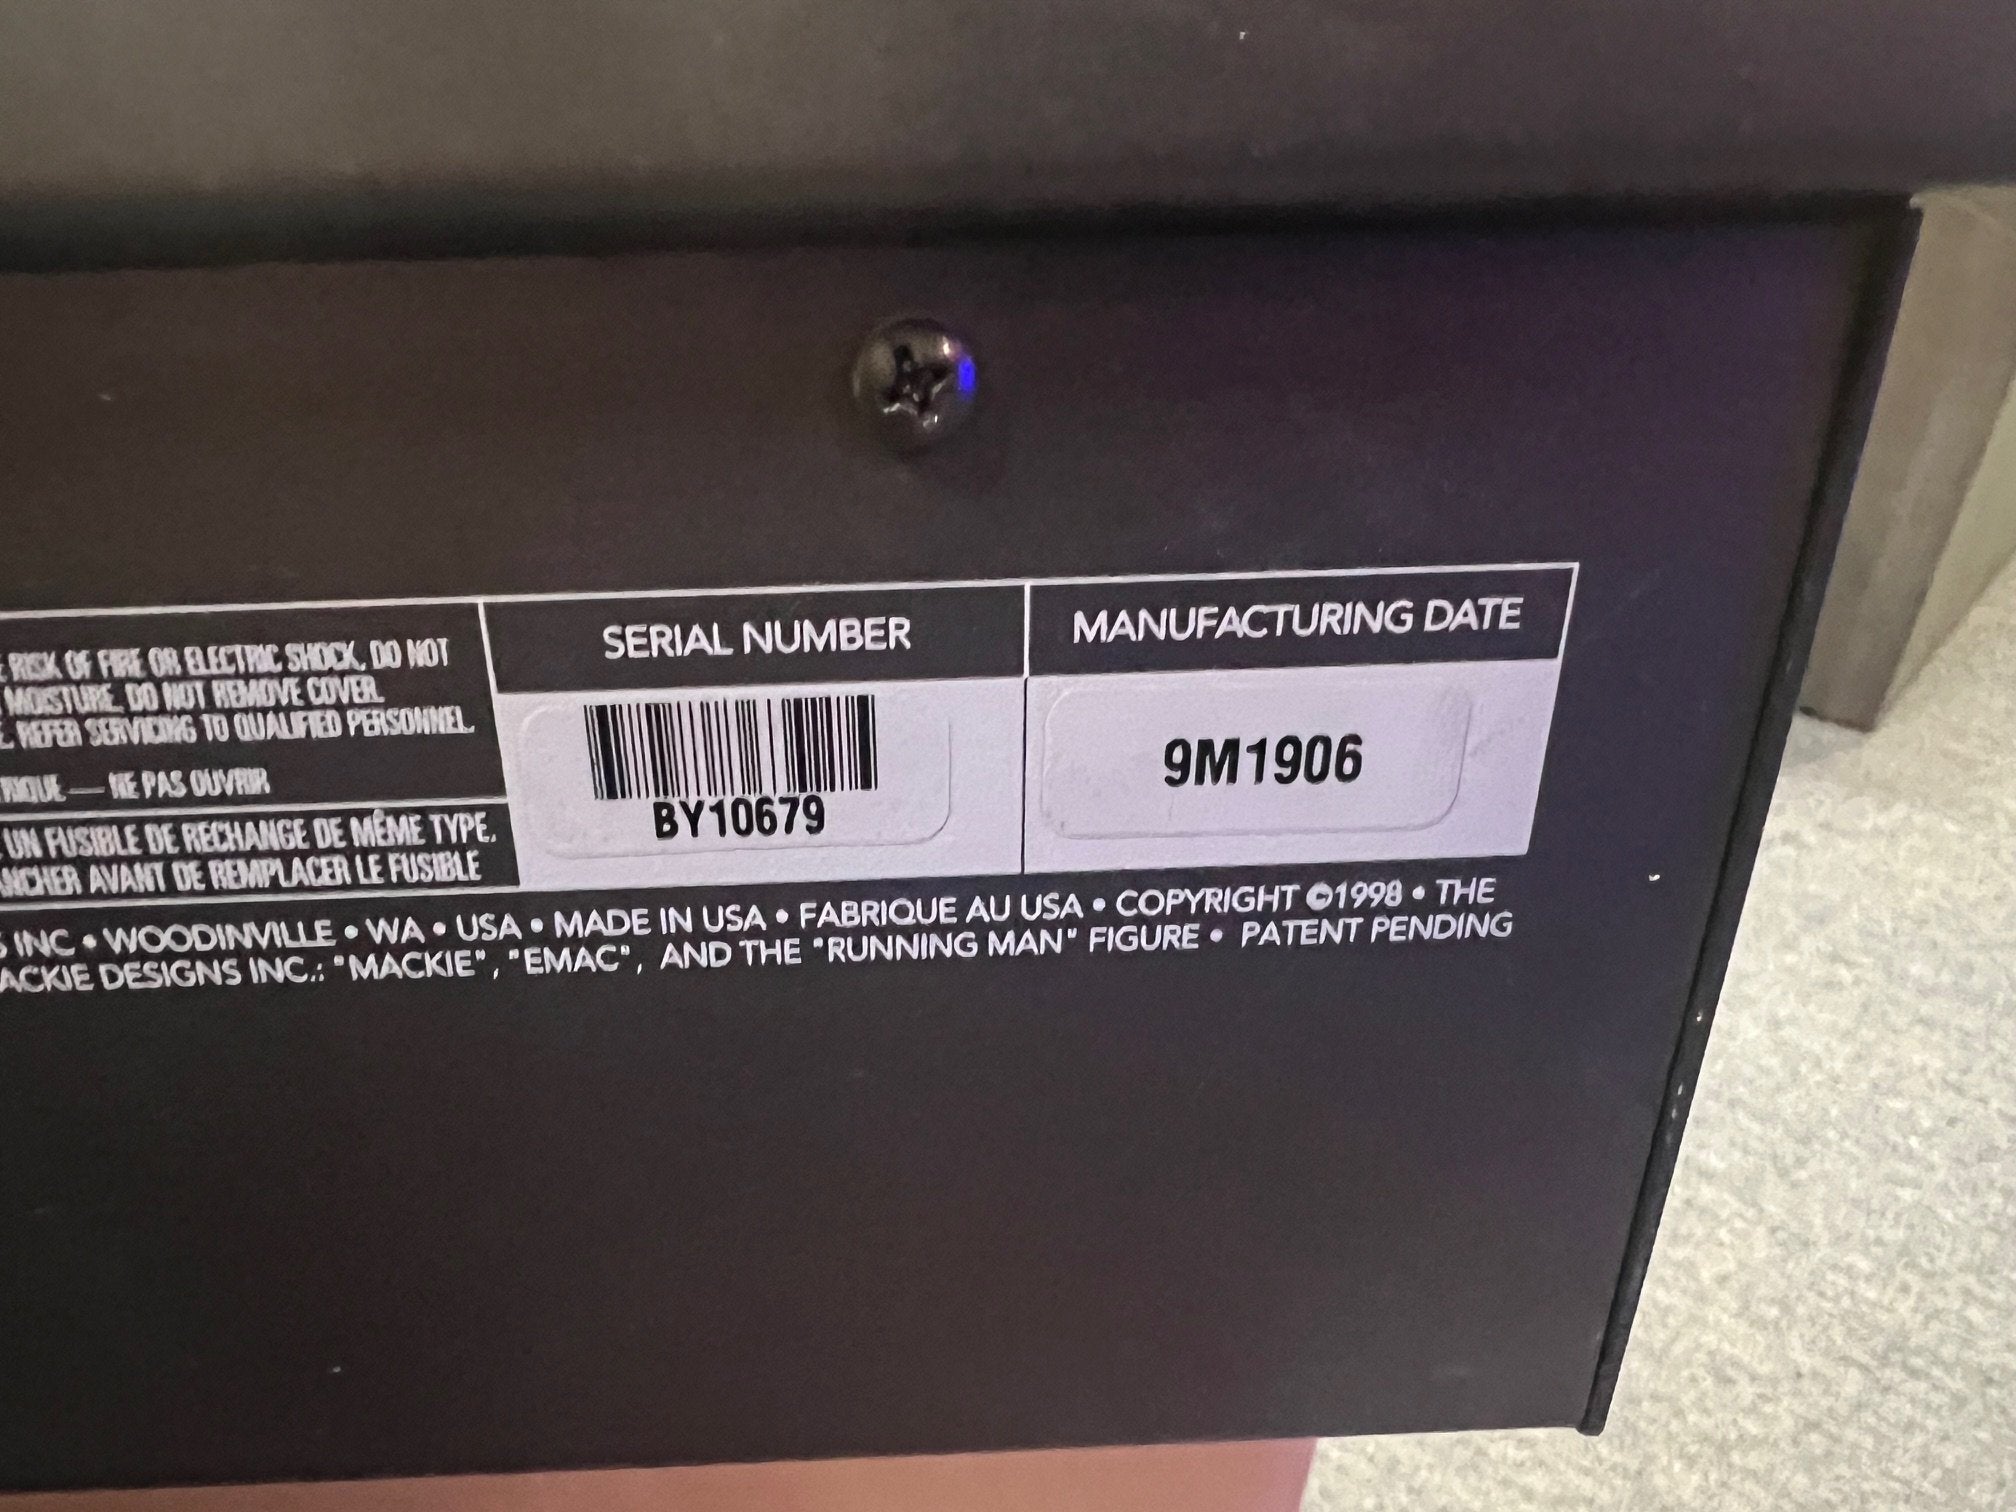 RISK OF FIRE OR ELECTRIC SHOCK, DO NOT
MOISTURE. DO NOT REMOVE COVER.
REFER SERVICING TO QUALIFIED PERSONNEL.
— NE PAS OUVRIR
UN FUSIBLE DE RECHANGE DE MÊME TYPE.
AVANT DE REMPLACER LE FUSIBLE
SERIAL NUMBER
BY10679
MANUFACTURING DATE
9M1906
INC • WOODINVILLE • WA • USA • MADE IN USA • FABRIQUE AU USA • COPYRIGHT ©1998 • THE
ACKIE DESIGNS INC.: "MACKIE", "EMAC", AND THE "RUNNING MAN" FIGURE • PATENT PENDING